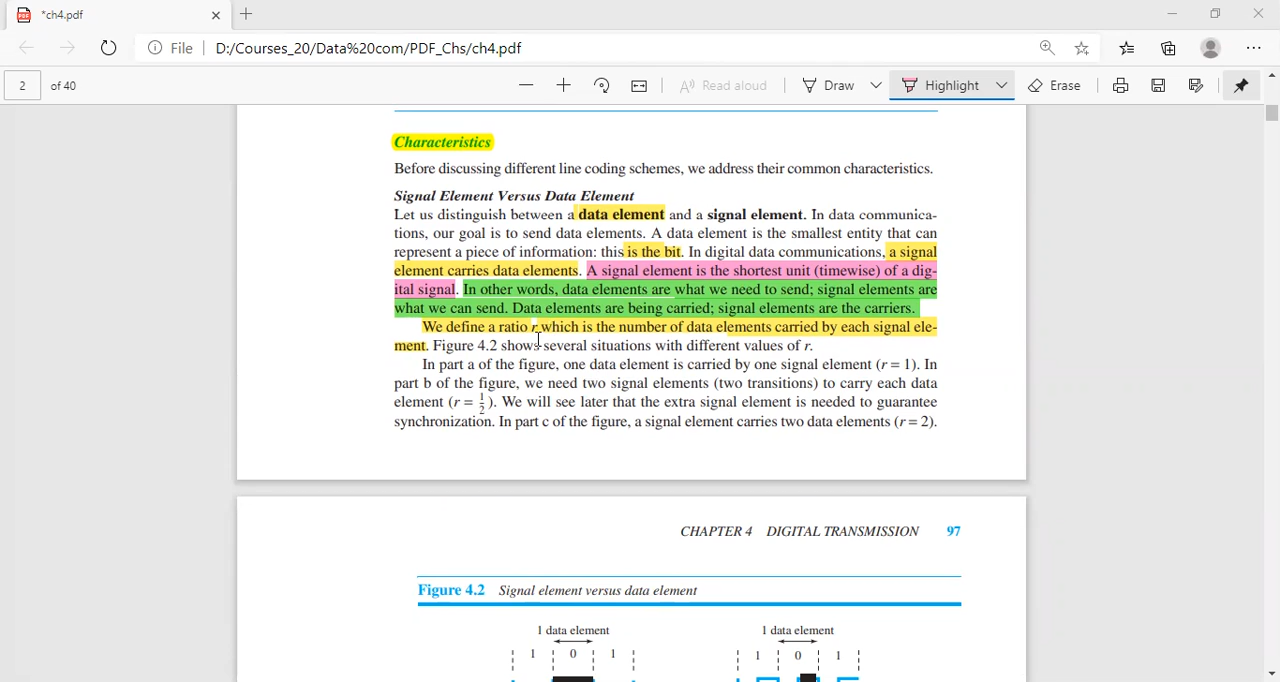 *ch4.pdf
File D:/Courses_20/Data%20com/PDF_Chs/ch4.pdf
2 of 40 Read aloud Draw Highlight Erase
Characteristics
Before discussing different line coding schemes, we address their common characteristics.
Signal Element Versus Data Element
Let us distinguish between a data element and a signal element. In data communica-
tions, our goal is to send data elements. A data element is the smallest entity that can
represent a piece of information: this is the bit. In digital data communications, a signal
element carries data elements. A signal element is the shortest unit (timewise) of a dig-
ital signal. In other words, data elements are what we need to send; signal elements are
what we can send. Data elements are being carried; signal elements are the carriers.
We define a ratio r which is the number of data elements carried by each signal ele-
ment. Figure 4.2 shows several situations with different values of r.
In part a of the figure, one data element is carried by one signal element (r = 1). In
part b of the figure, we need two signal elements (two transitions) to carry each data
element (r = 1/2). We will see later that the extra signal element is needed to guarantee
synchronization. In part c of the figure, a signal element carries two data elements (r = 2).
CHAPTER 4 DIGITAL TRANSMISSION 97
Figure 4.2 Signal element versus data element
1 data element 1 data element
1 0 1 1 0 1